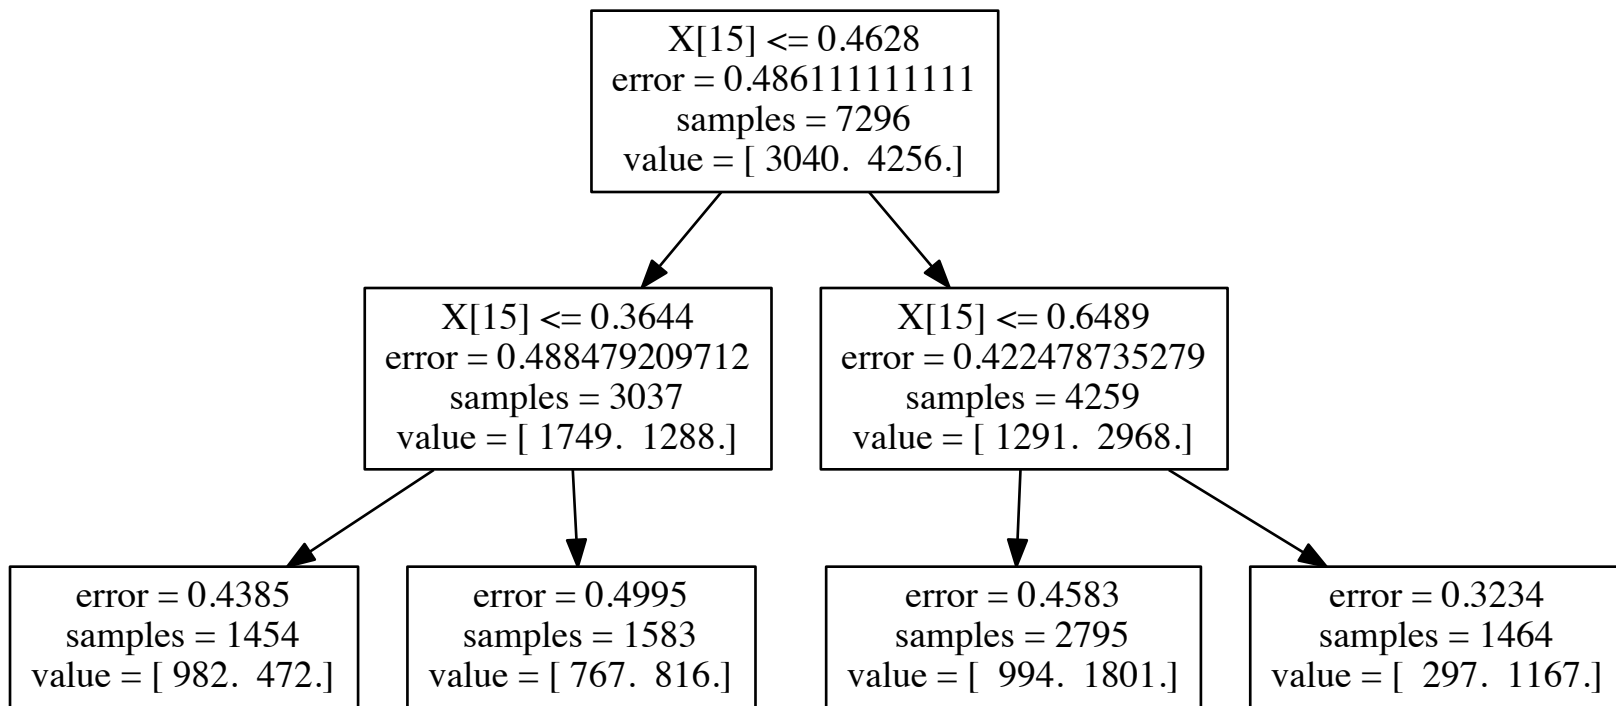 X[15] <= 0.4628
error = 0.486111111111
samples = 7296
value = [ 3040.  4256.]
X[15] <= 0.3644
error = 0.488479209712
samples = 3037
value = [ 1749.  1288.]
X[15] <= 0.6489
error = 0.422478735279
samples = 4259
value = [ 1291.  2968.]
error = 0.4385
samples = 1454
value = [ 982.  472.]
error = 0.4995
samples = 1583
value = [ 767.  816.]
error = 0.4583
samples = 2795
value = [  994.  1801.]
error = 0.3234
samples = 1464
value = [  297.  1167.]